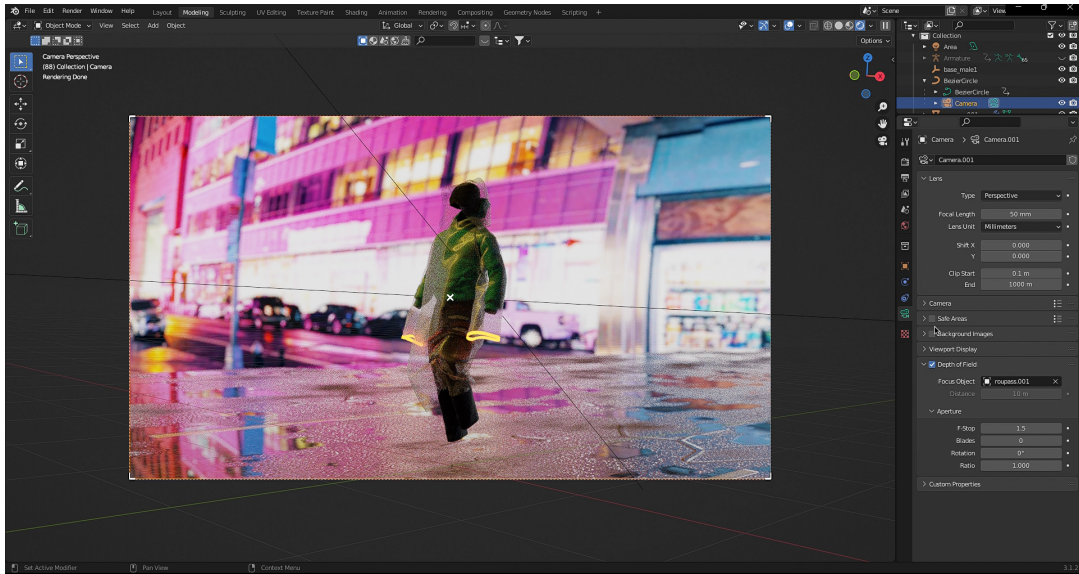 File Edit Render Window Help Layout Modeling Sculpting UV Editing Texture Paint Shading Animation Rendering Compositing Geometry Nodes Scripting + Scene View
Object Mode View Select Add Object Global
Options
Camera Perspective
(88) Collection | Camera
Rendering Done
X
Collection
Area
Armature 65
base_male1
BezierCircle
BezierCircle
Camera
Camera > Camera.001
Camera.001
Lens
Type Perspective
Focal Length 50 mm
Lens Unit Millimeters
Shift X 0.000
Y 0.000
Clip Start 0.1 m
End 1000 m
Camera
Safe Areas
Background Images
Viewport Display
Depth of Field
Focus Object roupass.001
Distance 10 m
Aperture
F-Stop 1.5
Blades 0
Rotation 0°
Ratio 1.000
Custom Properties
Set Active Modifier Pan View Context Menu 3.1.2